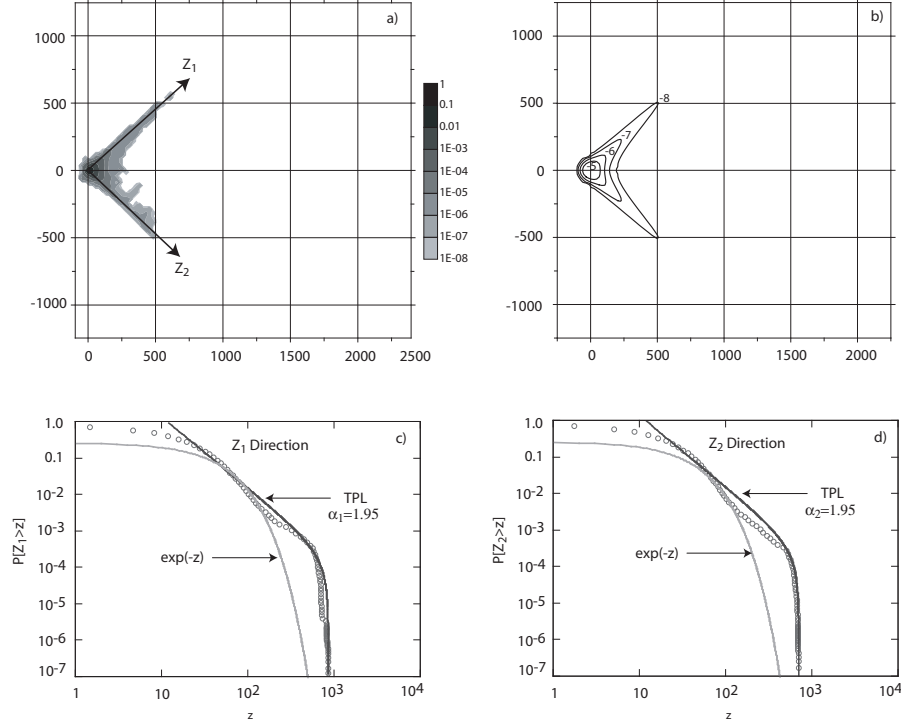 a)
1000
500
0
-500
-1000
0 500 1000 1500 2000 2500
Z1
Z2
1
0.1
0.01
1E-03
1E-04
1E-05
1E-06
1E-07
1E-08
b)
1000
500
0
-500
-1000
0 500 1000 1500 2000
-8
-7
-6
-5
c)
Z1 Direction
P[Z1>z]
1.0
0.1
10-2
10-3
10-4
10-5
10-6
10-7
1 10 102 103 104
z
TPL
α1=1.95
exp(-z)
d)
Z2 Direction
P[Z2>z]
1.0
0.1
10-2
10-3
10-4
10-5
10-6
10-7
1 10 102 103 104
z
TPL
α2=1.95
exp(-z)